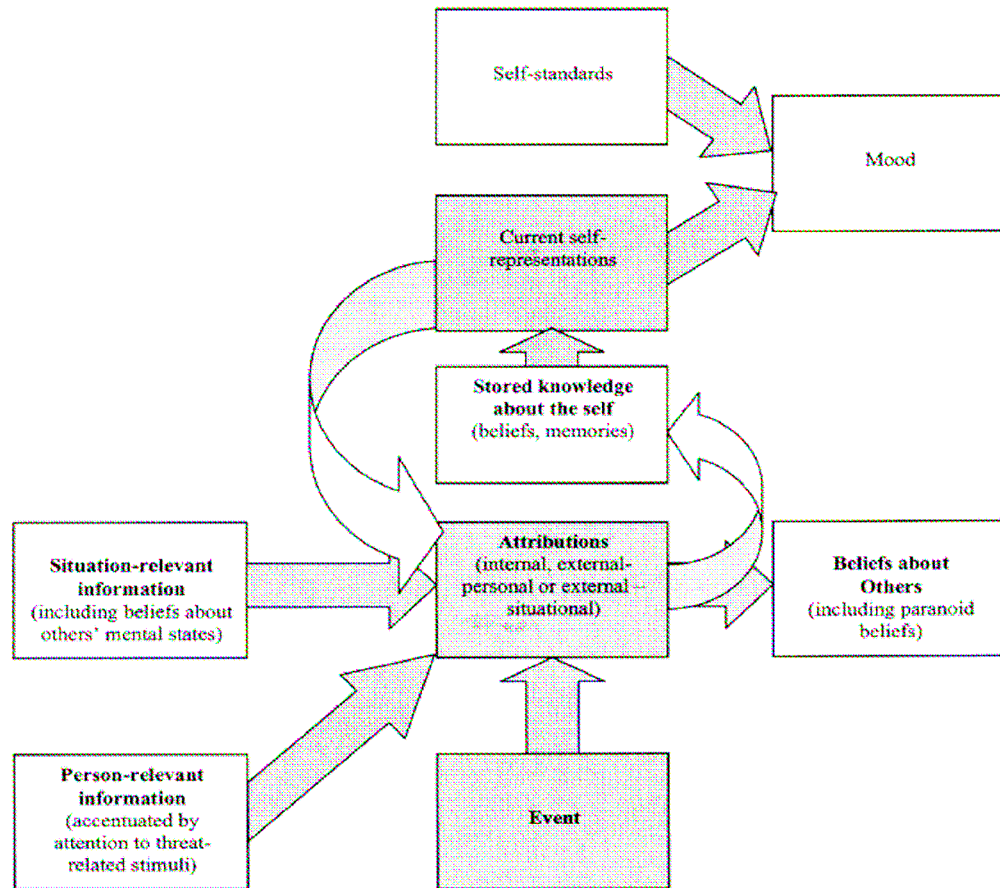 Self-standards
Mood
Current self-
representations
Stored knowledge
about the self
(beliefs, memories)
Situation-relevant
information
(including beliefs about
others’ mental states)
Attributions
(internal, external-
personal or external –
situational)
Beliefs about
Others
(including paranoid
beliefs)
Person-relevant
information
(accentuated by
attention to threat-
related stimuli)
Event